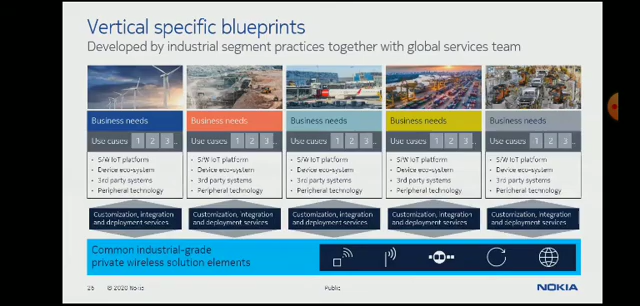 Vertical specific blueprints
Developed by industrial segment practices together with global services team
Business needs
Use cases 1 2 3...
• S/W IoT platform
• Device eco-system
• 3rd party systems
• Peripheral technology
Customization, integration
and deployment services
Business needs
Use cases 1 2 3...
• S/W IoT platform
• Device eco-system
• 3rd party systems
• Peripheral technology
Customization, integration
and deployment services
Business needs
Use cases 1 2 3...
• S/W IoT platform
• Device eco-system
• 3rd party systems
• Peripheral technology
Customization, integration
and deployment services
Business needs
Use cases 1 2 3...
• S/W IoT platform
• Device eco-system
• 3rd party systems
• Peripheral technology
Customization, integration
and deployment services
Business needs
Use cases 1 2 3...
• S/W IoT platform
• Device eco-system
• 3rd party systems
• Peripheral technology
Customization, integration
and deployment services
Common industrial-grade
private wireless solution elements
26 © 2020 Nokia Public NOKIA